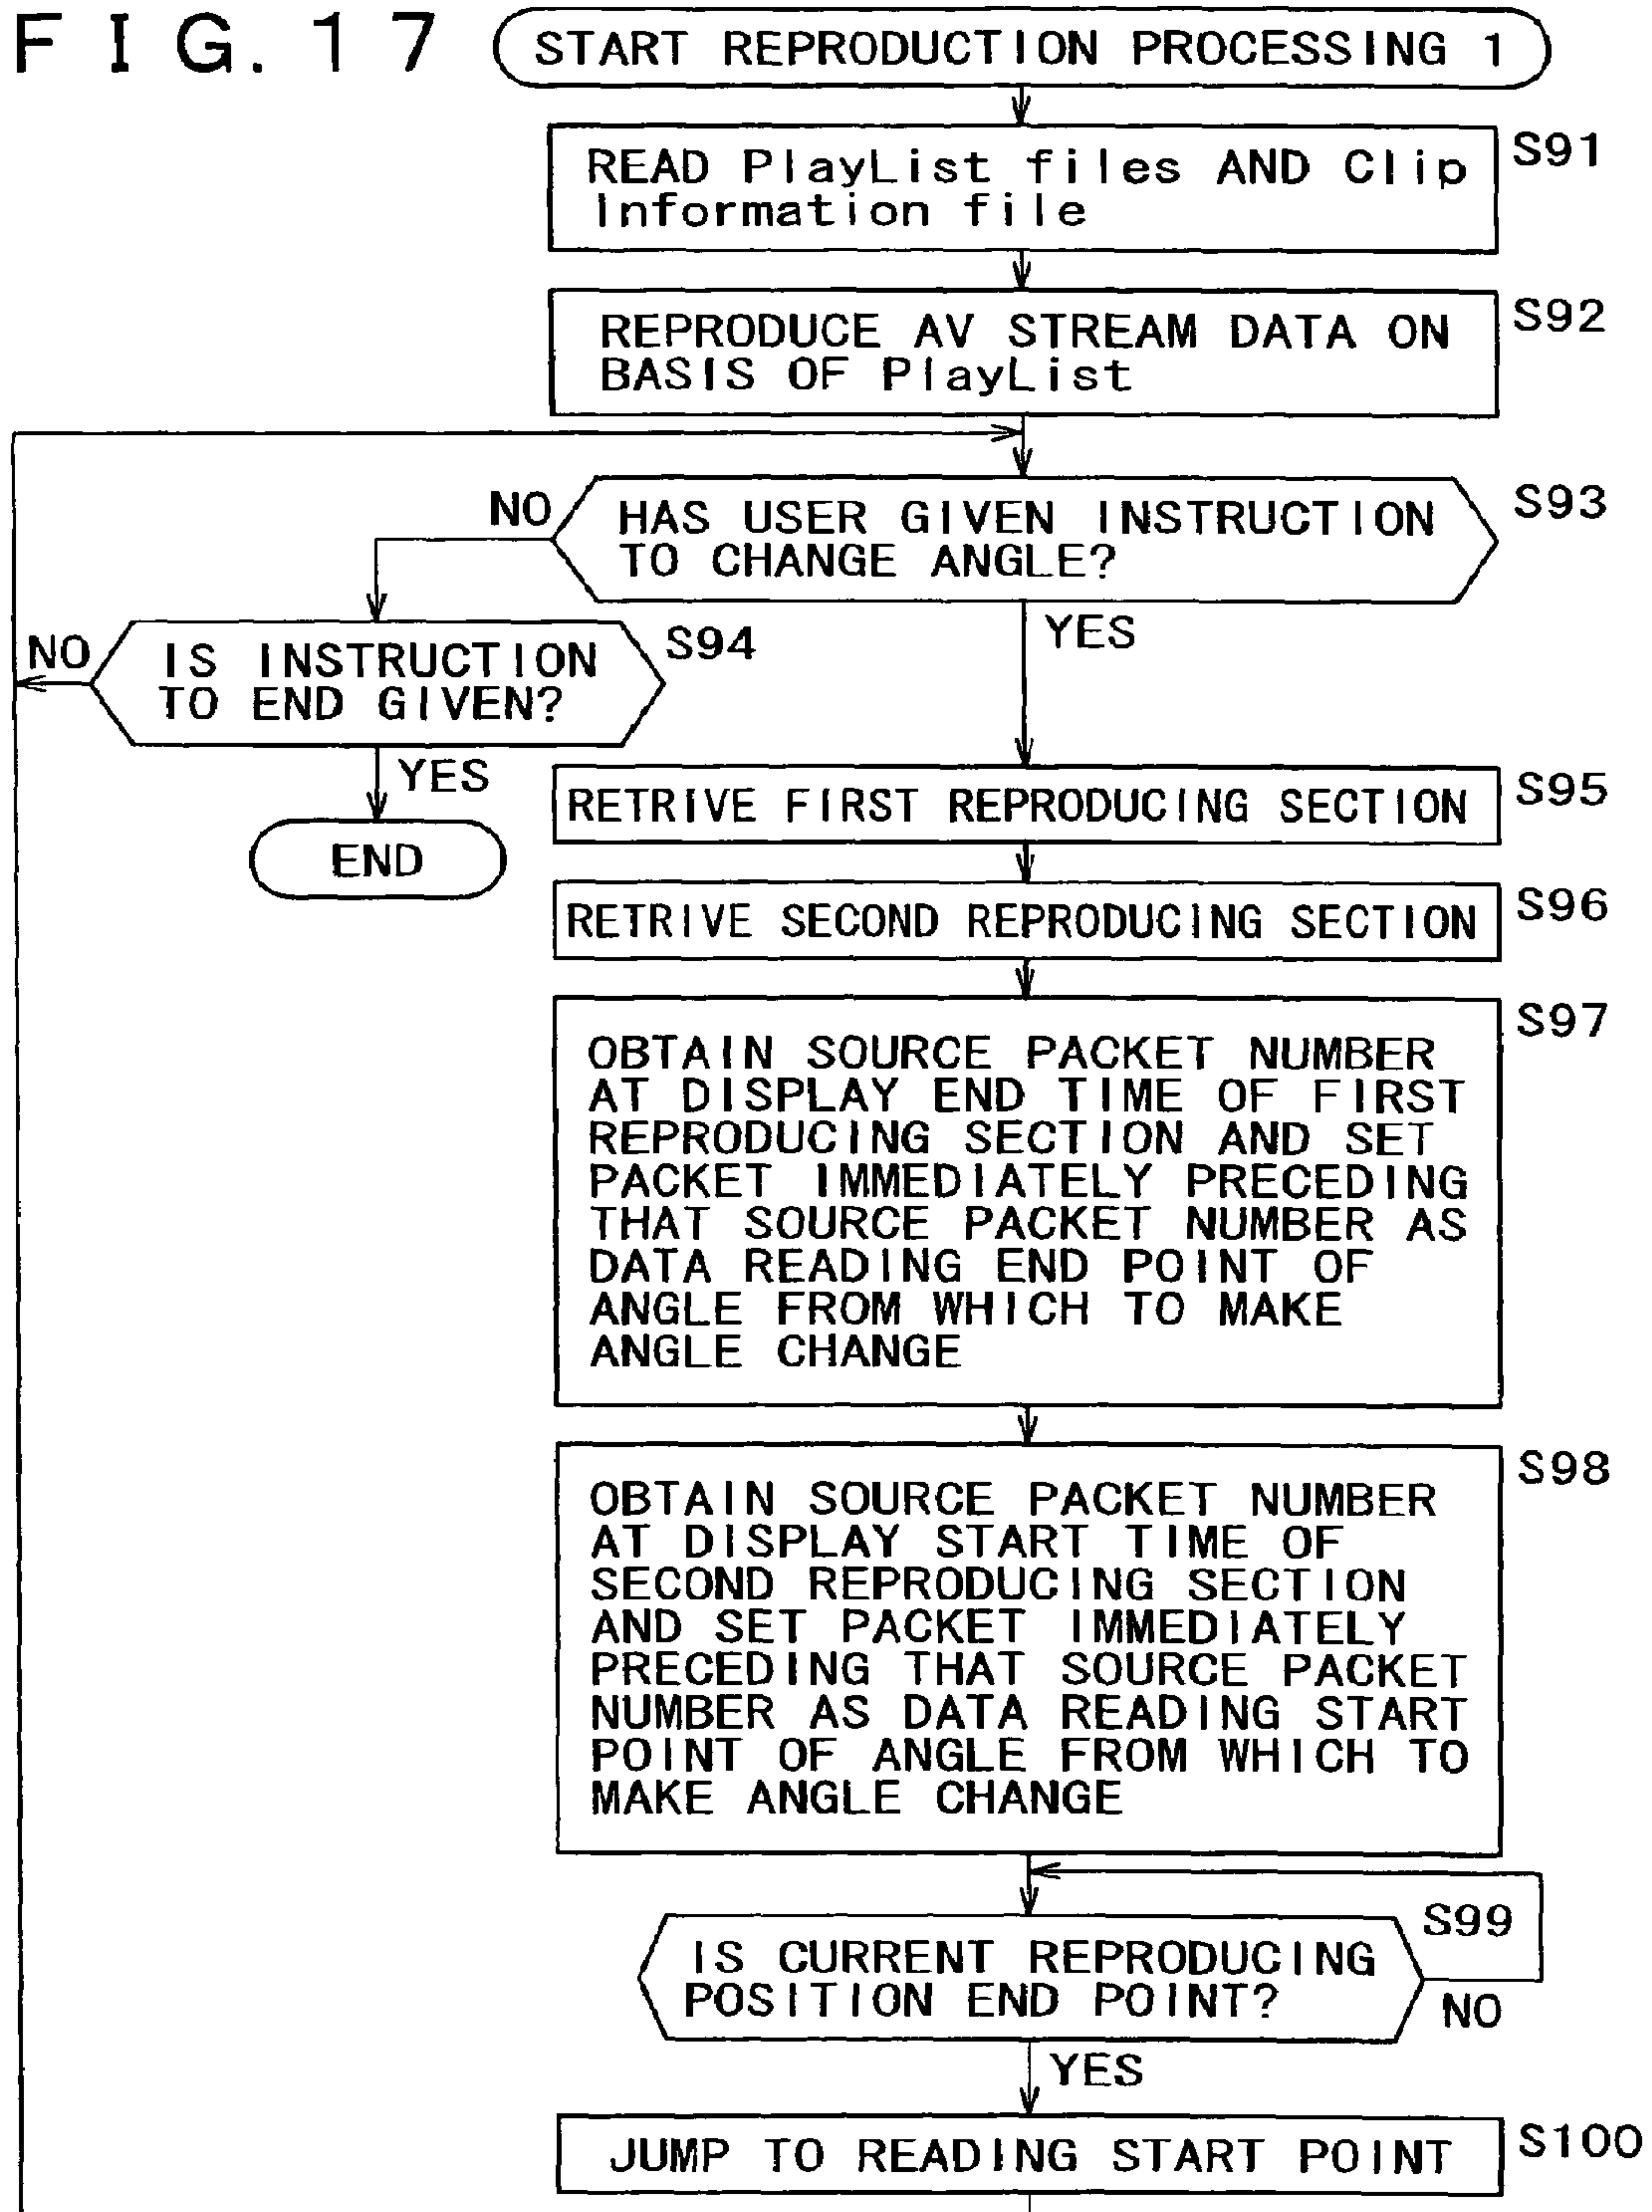 FIG. 17
START REPRODUCTION PROCESSING 1
READ PlayList files AND Clip
Information file
S91
REPRODUCE AV STREAM DATA ON
BASIS OF PlayList
S92
HAS USER GIVEN INSTRUCTION
TO CHANGE ANGLE?
S93
NO
YES
IS INSTRUCTION
TO END GIVEN?
S94
NO
YES
END
RETRIVE FIRST REPRODUCING SECTION
S95
RETRIVE SECOND REPRODUCING SECTION
S96
OBTAIN SOURCE PACKET NUMBER
AT DISPLAY END TIME OF FIRST
REPRODUCING SECTION AND SET
PACKET IMMEDIATELY PRECEDING
THAT SOURCE PACKET NUMBER AS
DATA READING END POINT OF
ANGLE FROM WHICH TO MAKE
ANGLE CHANGE
S97
OBTAIN SOURCE PACKET NUMBER
AT DISPLAY START TIME OF
SECOND REPRODUCING SECTION
AND SET PACKET IMMEDIATELY
PRECEDING THAT SOURCE PACKET
NUMBER AS DATA READING START
POINT OF ANGLE FROM WHICH TO
MAKE ANGLE CHANGE
S98
IS CURRENT REPRODUCING
POSITION END POINT?
S99
NO
YES
JUMP TO READING START POINT
S100